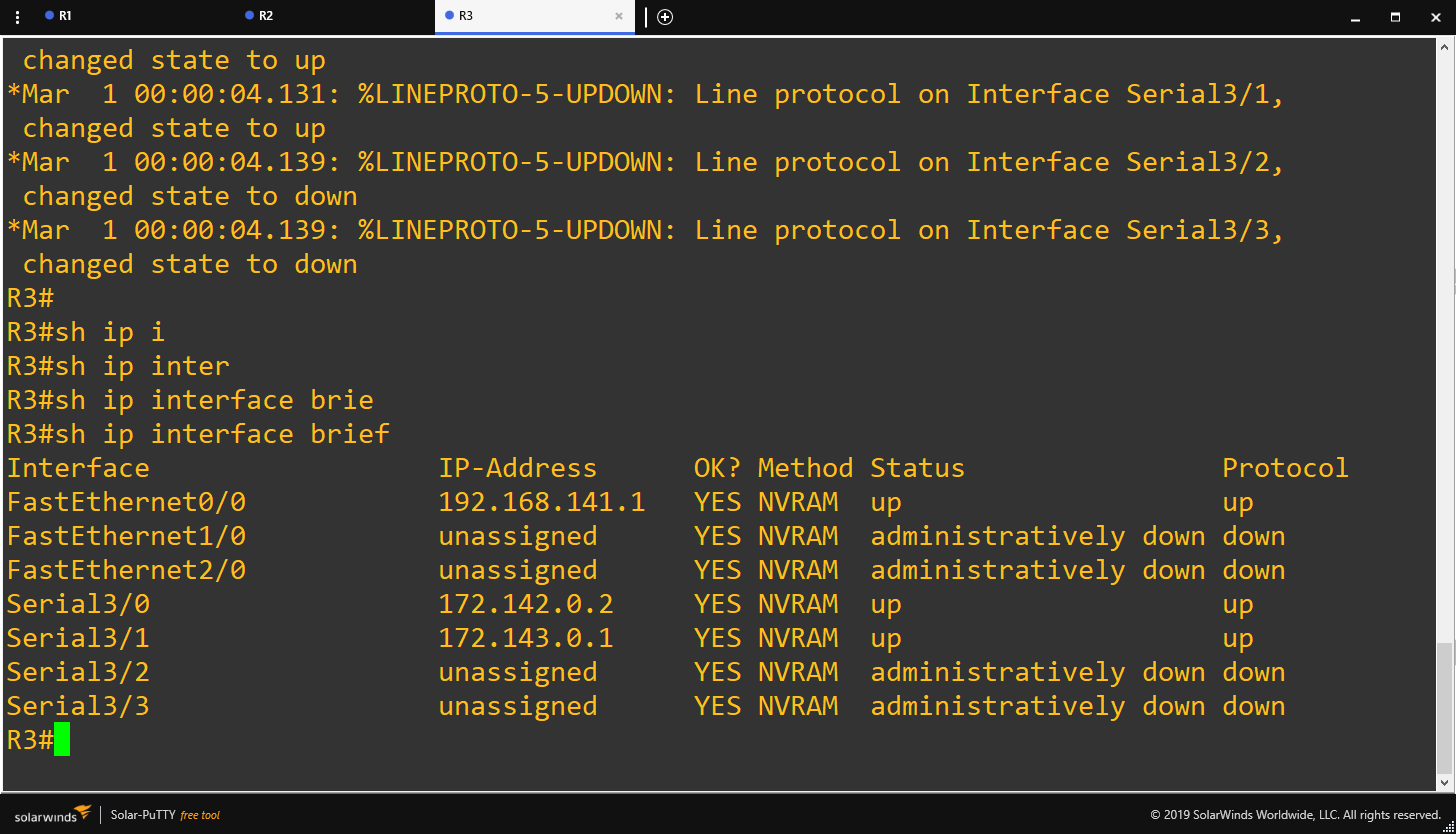 R1 R2 R3
changed state to up
*Mar  1 00:00:04.131: %LINEPROTO-5-UPDOWN: Line protocol on Interface Serial3/1,
changed state to up
*Mar  1 00:00:04.139: %LINEPROTO-5-UPDOWN: Line protocol on Interface Serial3/2,
changed state to down
*Mar  1 00:00:04.139: %LINEPROTO-5-UPDOWN: Line protocol on Interface Serial3/3,
changed state to down
R3#
R3#sh ip i
R3#sh ip inter
R3#sh ip interface brie
R3#sh ip interface brief
Interface                  IP-Address      OK? Method Status                Protocol
FastEthernet0/0            192.168.141.1   YES NVRAM  up                    up
FastEthernet1/0            unassigned      YES NVRAM  administratively down down
FastEthernet2/0            unassigned      YES NVRAM  administratively down down
Serial3/0                  172.142.0.2     YES NVRAM  up                    up
Serial3/1                  172.143.0.1     YES NVRAM  up                    up
Serial3/2                  unassigned      YES NVRAM  administratively down down
Serial3/3                  unassigned      YES NVRAM  administratively down down
R3#
solarwinds Solar-PuTTY free tool © 2019 SolarWinds Worldwide, LLC. All rights reserved.